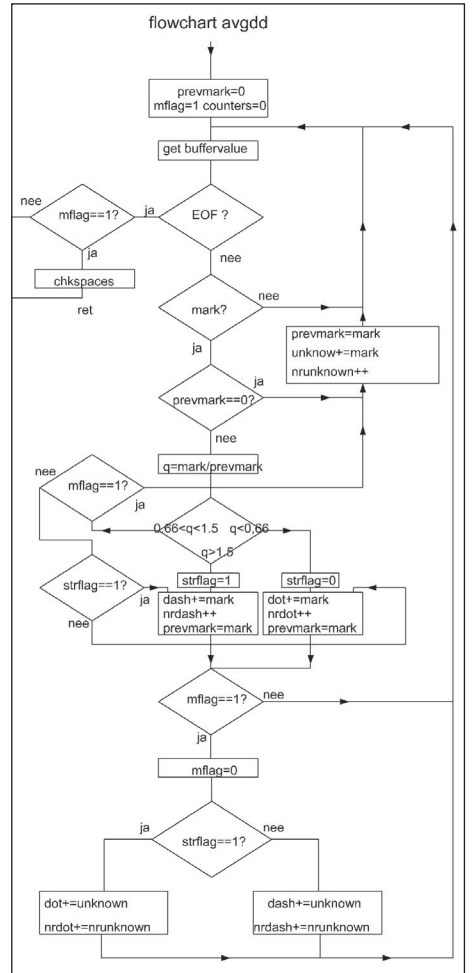 flowchart avgdd
prevmark=0
mflag=1 counters=0
get buffervalue
EOF ?
ja
mflag==1?
nee
ja
chkspaces
ret
nee
mark?
nee
ja
prevmark=mark
unknow+=mark
nrunknown++
prevmark==0?
ja
nee
q=mark/prevmark
nee
mflag==1?
ja
0,66<q<1.5
q<0,66
q>1.5
strflag==1?
ja
nee
strflag=1
strflag=0
dash+=mark
nrdash++
prevmark=mark
dot+=mark
nrdot++
prevmark=mark
mflag==1?
nee
ja
mflag=0
ja
strflag==1?
nee
dot+=unknown
nrdot+=nrunknown
dash+=unknown
nrdash+=nrunknown